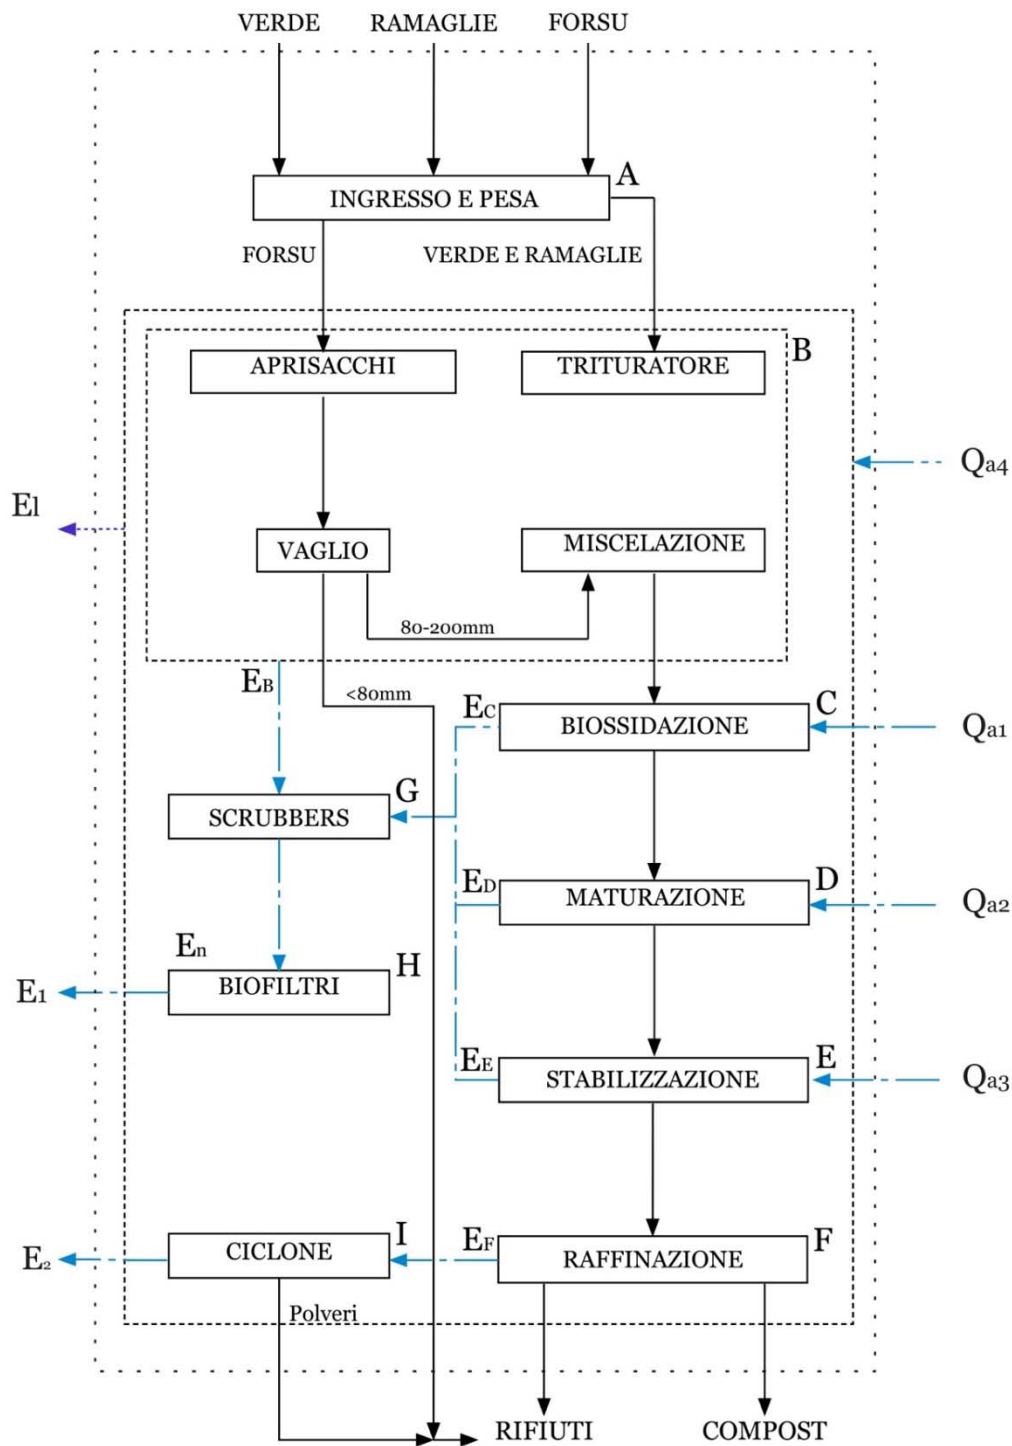 VERDE
RAMAGLIE
FORSU
A
INGRESSO E PESA
FORSU
VERDE E RAMAGLIE
B
APRISACCHI
TRITURATORE
Qa4
El
VAGLIO
MISCELAZIONE
80-200mm
EB
<80mm
EC
C
BIOSSIDAZIONE
Qa1
G
SCRUBBERS
ED
D
MATURAZIONE
Qa2
En
H
BIOFILTRI
E1
EE
E
STABILIZZAZIONE
Qa3
I
CICLONE
E2
EF
F
RAFFINAZIONE
Polveri
RIFIUTI
COMPOST